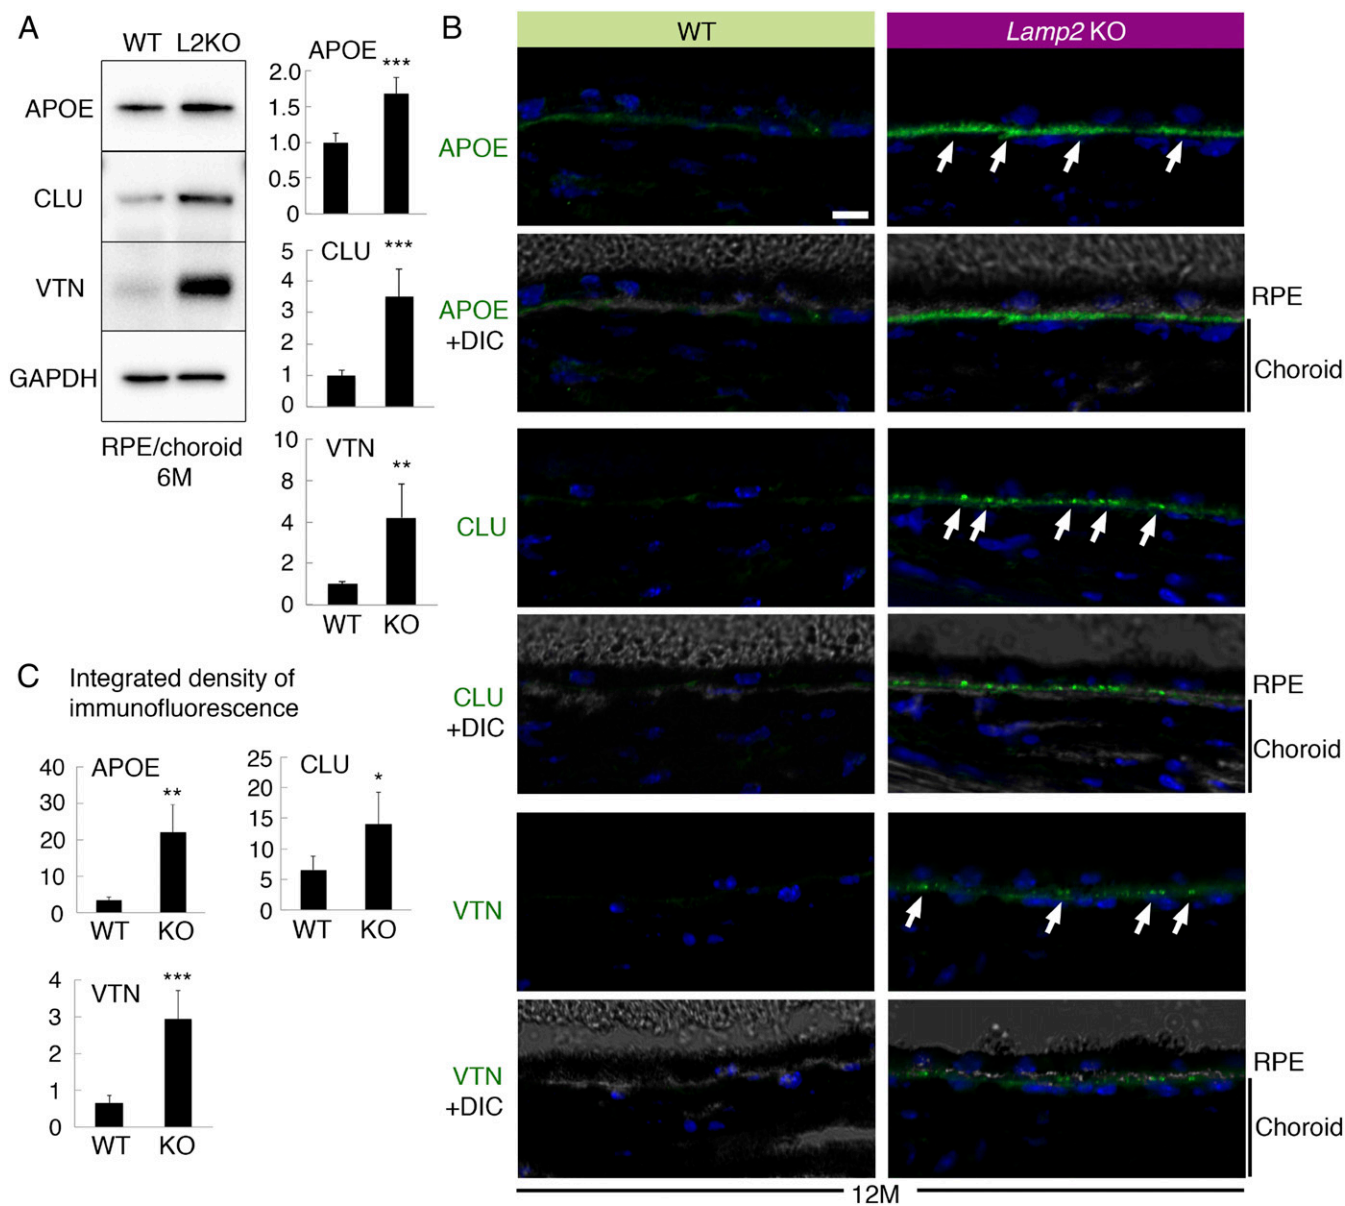 A
WT L2KO
APOE
CLU
VTN
GAPDH
RPE/choroid
6M
APOE
***
2.0
1.5
1.0
0.5
0
CLU
***
5
4
3
2
1
0
VTN
**
10
8
4
2
0
WT KO
B
WT
Lamp2 KO
APOE
APOE
+DIC
RPE
Choroid
CLU
CLU
+DIC
RPE
Choroid
VTN
VTN
+DIC
RPE
Choroid
12M
C
Integrated density of
immunofluorescence
APOE
**
40
30
20
10
0
WT KO
CLU
*
25
20
15
10
5
0
WT KO
VTN
***
4
3
2
1
0
WT KO